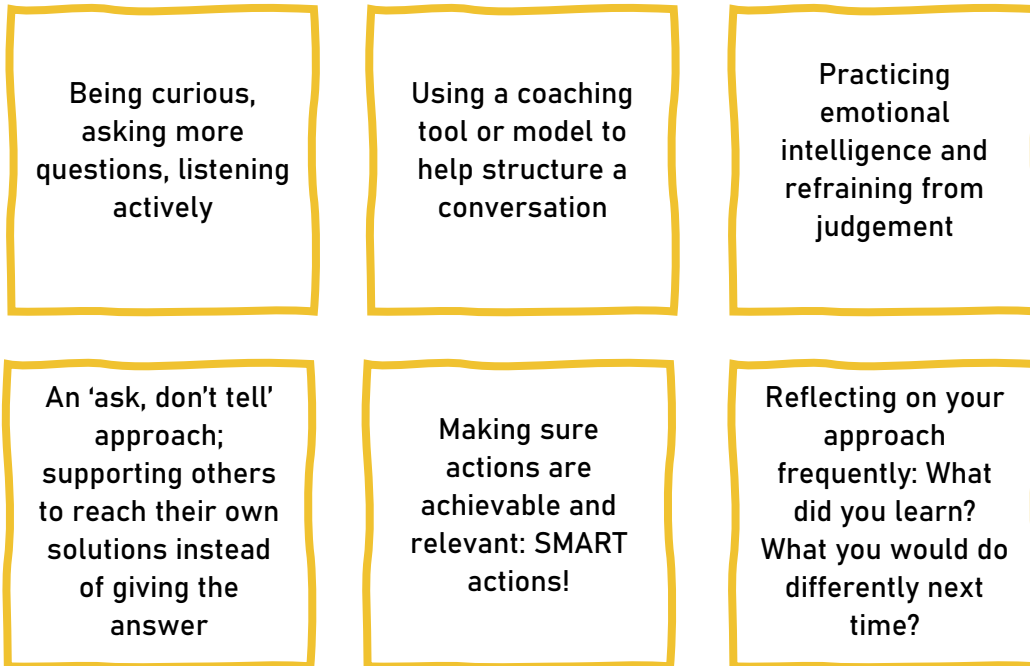 Being curious,
asking more
questions, listening
actively
Using a coaching
tool or model to
help structure a
conversation
Practicing
emotional
intelligence and
refraining from
judgement
An ‘ask, don't tell’
approach;
supporting others
to reach their own
solutions instead
of giving the
answer
Making sure
actions are
achievable and
relevant: SMART
actions!
Reflecting on your
approach
frequently: What
did you learn?
What you would do
differently next
time?